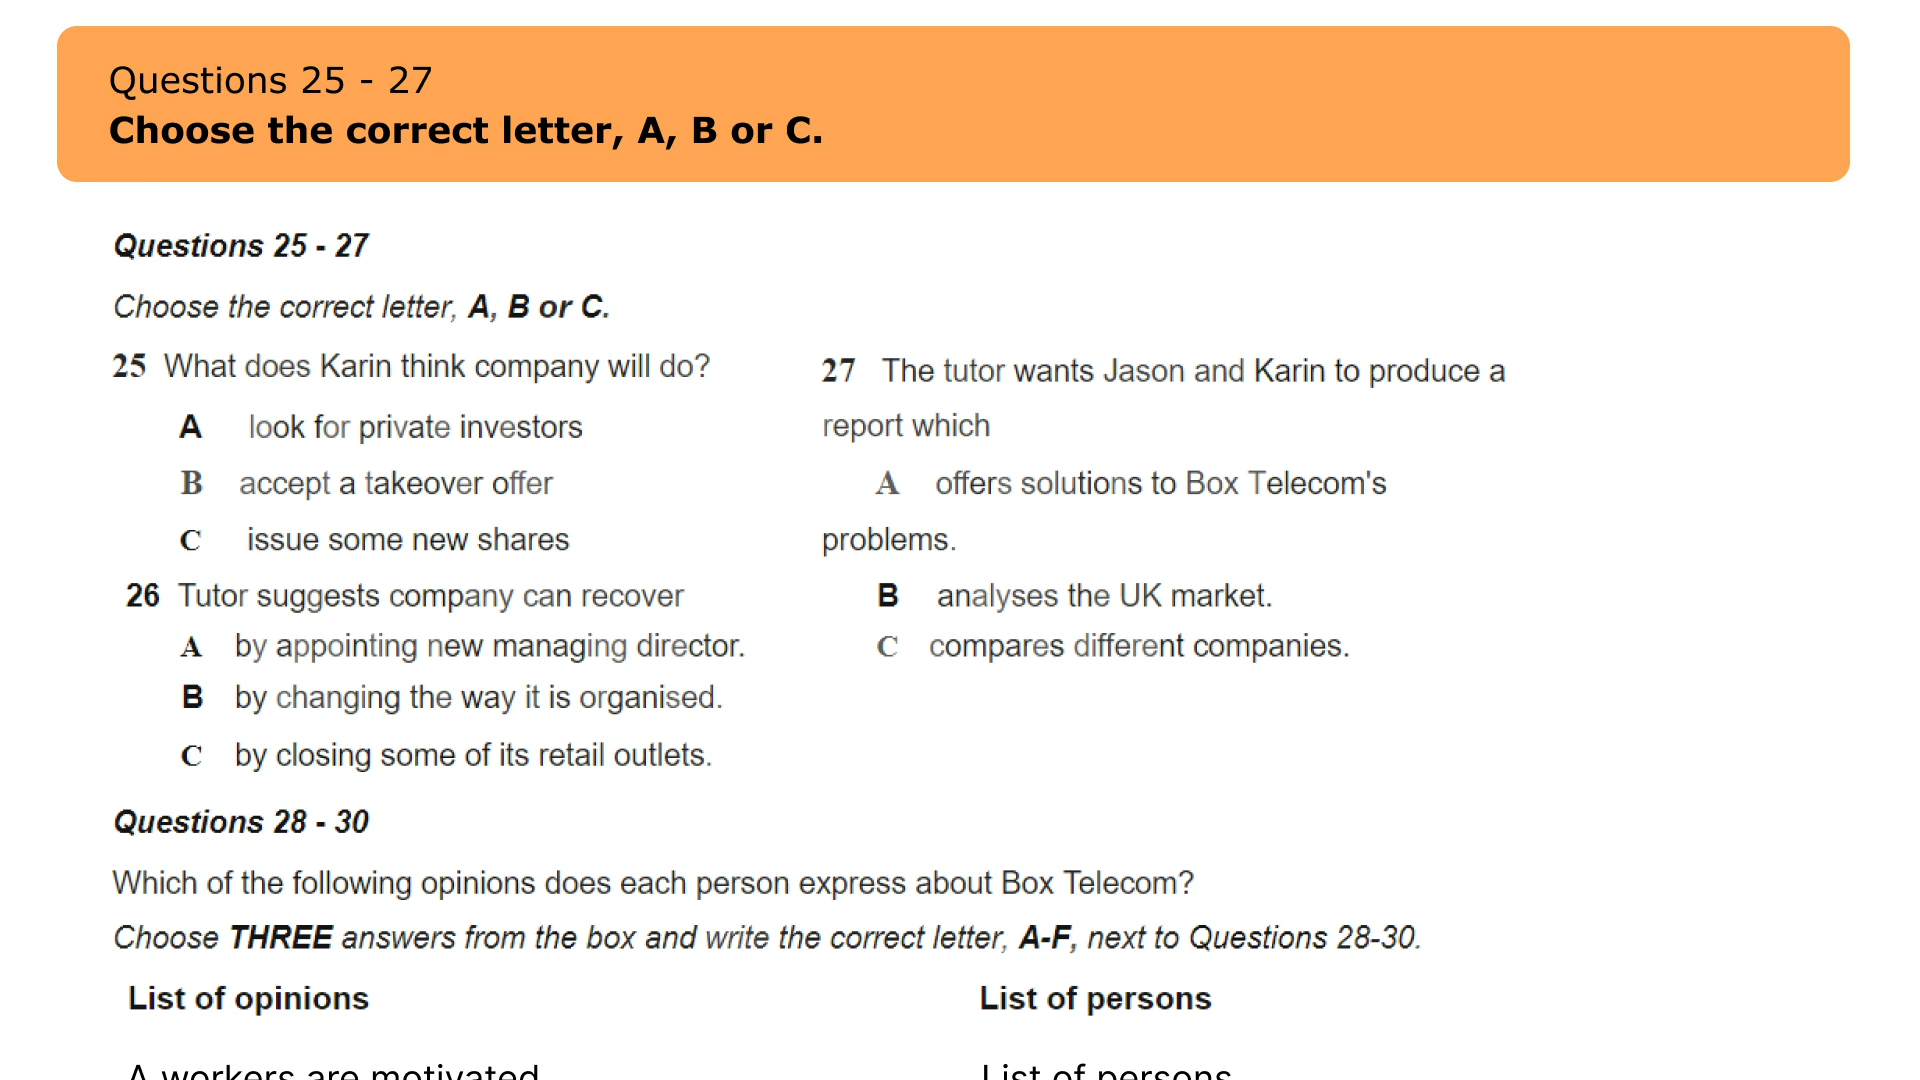 Questions 25 - 27
Choose the correct letter, A, B or C.
Questions 25 - 27
Choose the correct letter, A, B or C.
25 What does Karin think company will do?
A look for private investors
B accept a takeover offer
C issue some new shares
26 Tutor suggests company can recover
A by appointing new managing director.
B by changing the way it is organised.
C by closing some of its retail outlets.
27 The tutor wants Jason and Karin to produce a
report which
A offers solutions to Box Telecom's
problems.
B analyses the UK market.
C compares different companies.
Questions 28 - 30
Which of the following opinions does each person express about Box Telecom?
Choose THREE answers from the box and write the correct letter, A-F, next to Questions 28-30.
List of opinions
List of persons
A workers are motivated
List of persons